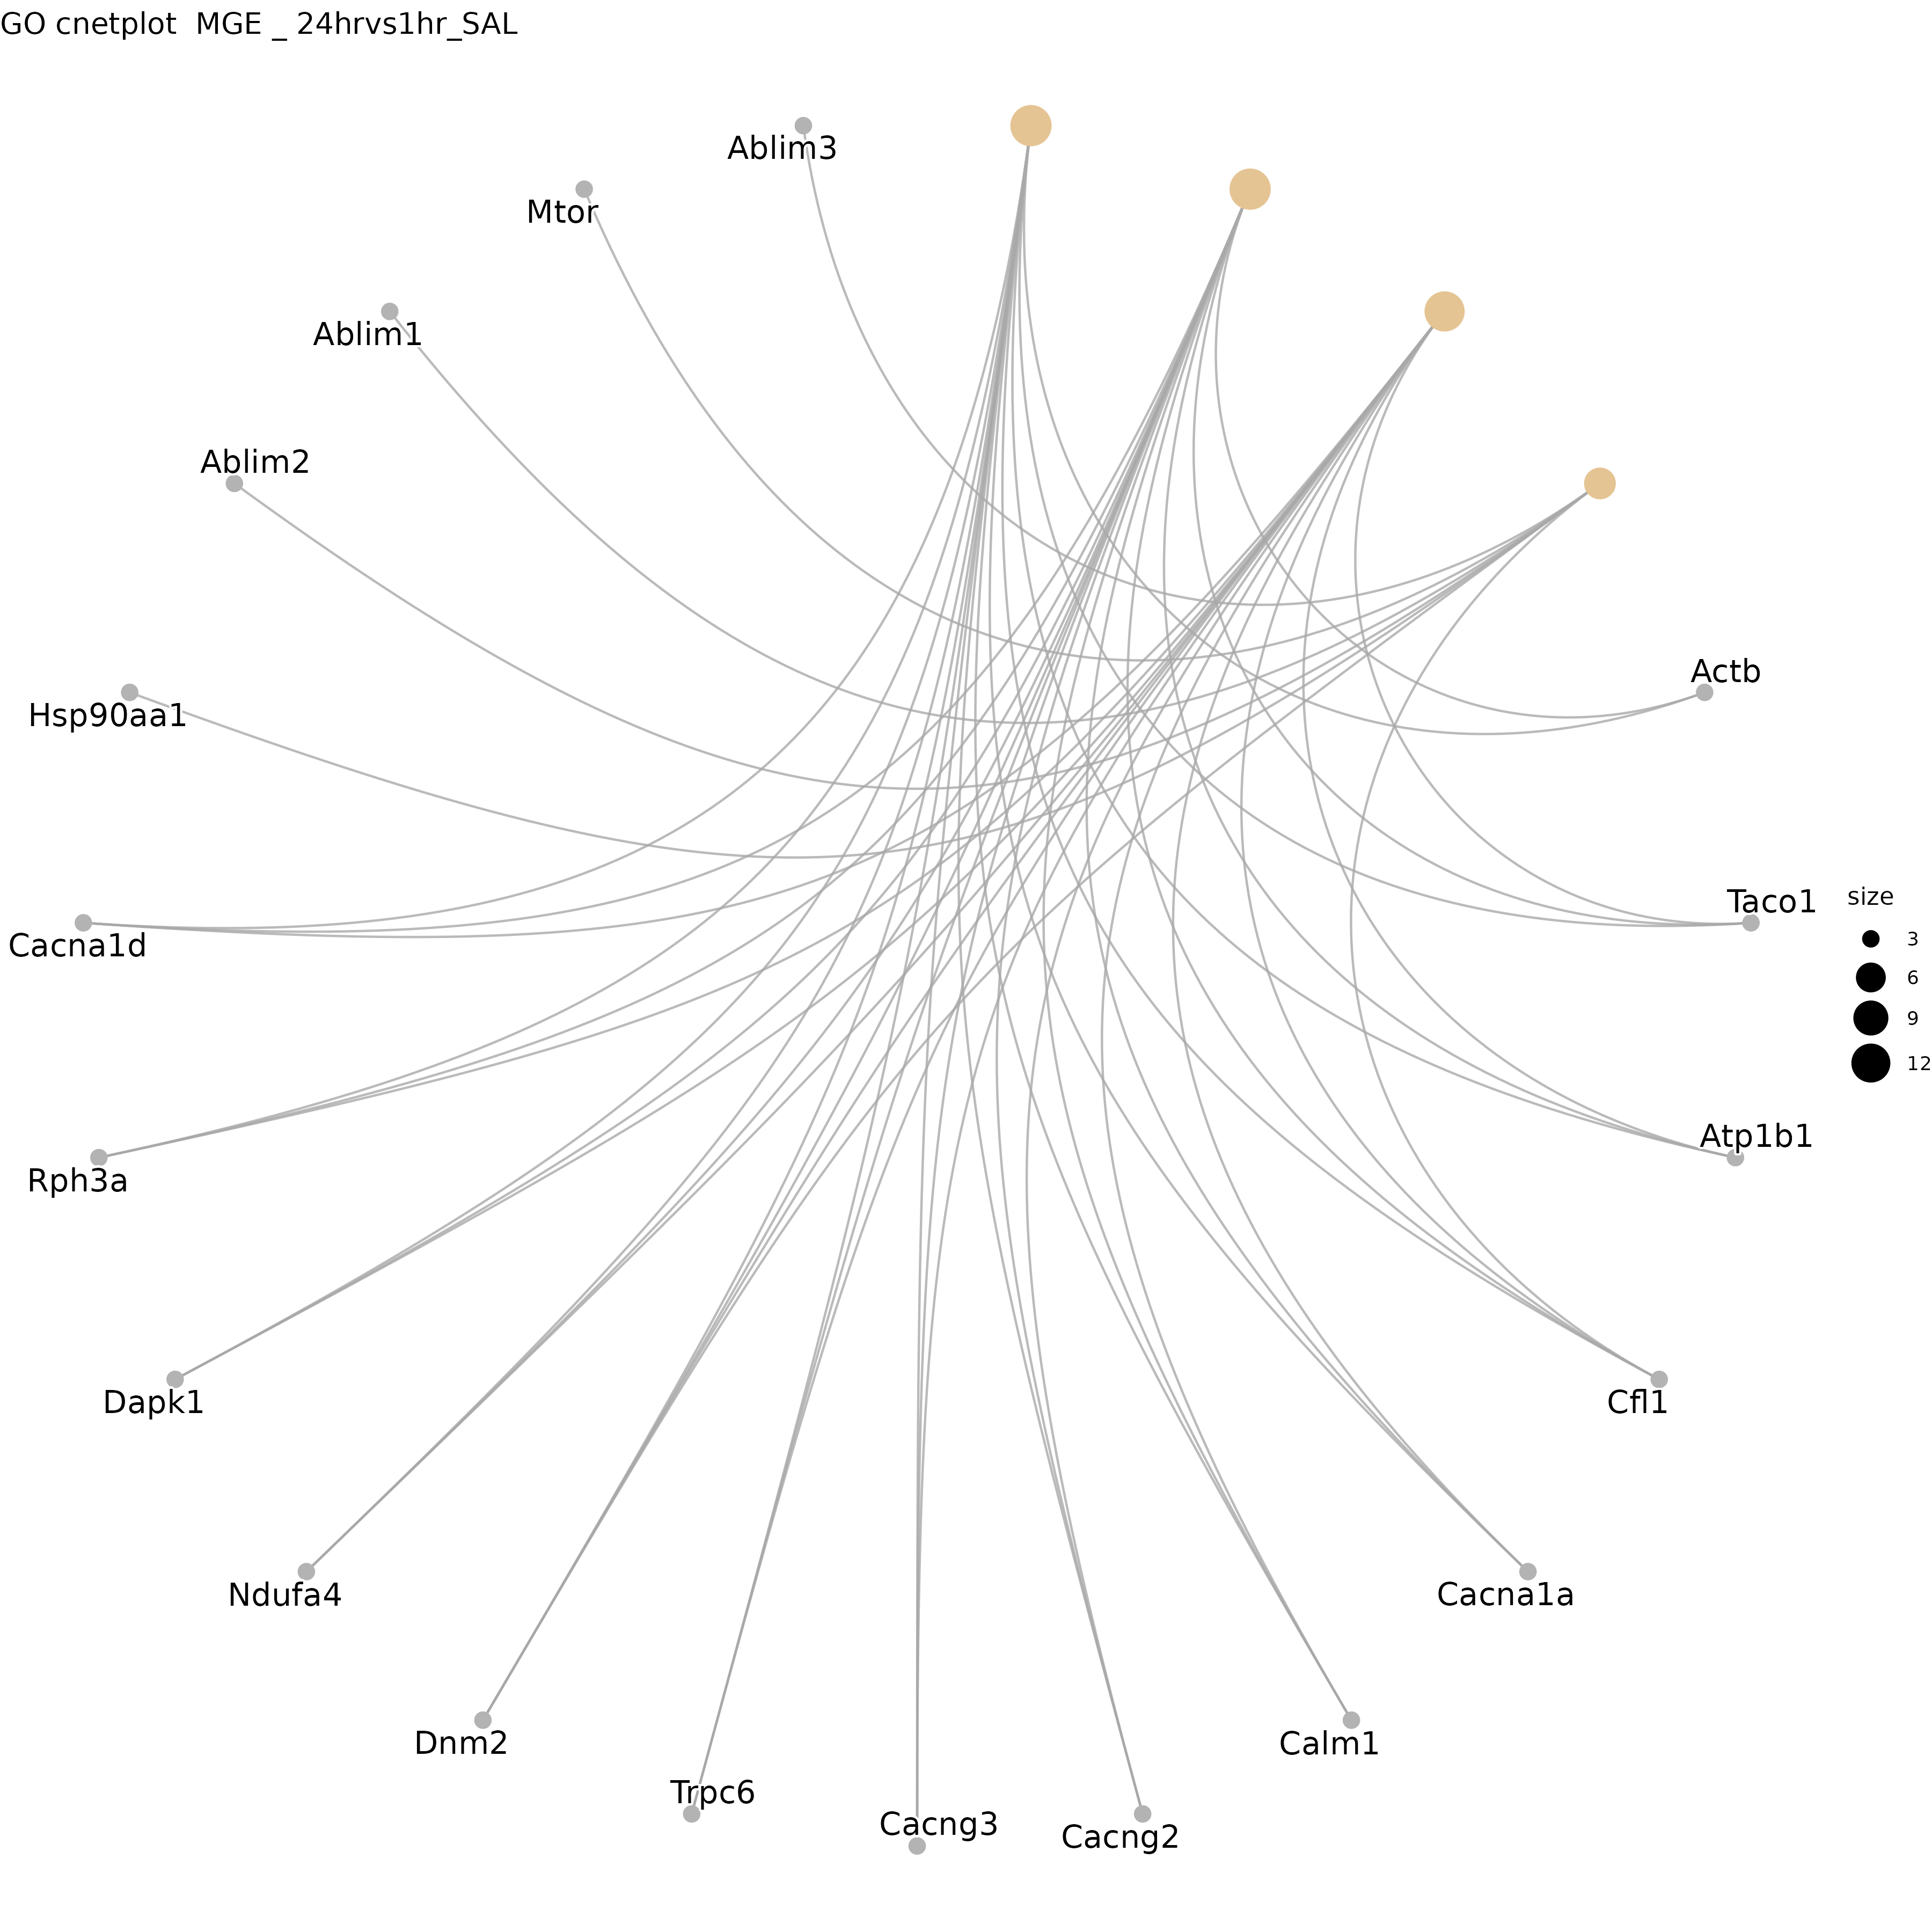 GO cnetplot  MGE _ 24hrvs1hr_SAL
Ablim3
Mtor
Ablim1
Ablim2
Hsp90aa1
Actb
Taco1
size
3
6
9
12
Cacna1d
Atp1b1
Rph3a
Dapk1
Cfl1
Ndufa4
Cacna1a
Dnm2
Calm1
Trpc6
Cacng3
Cacng2